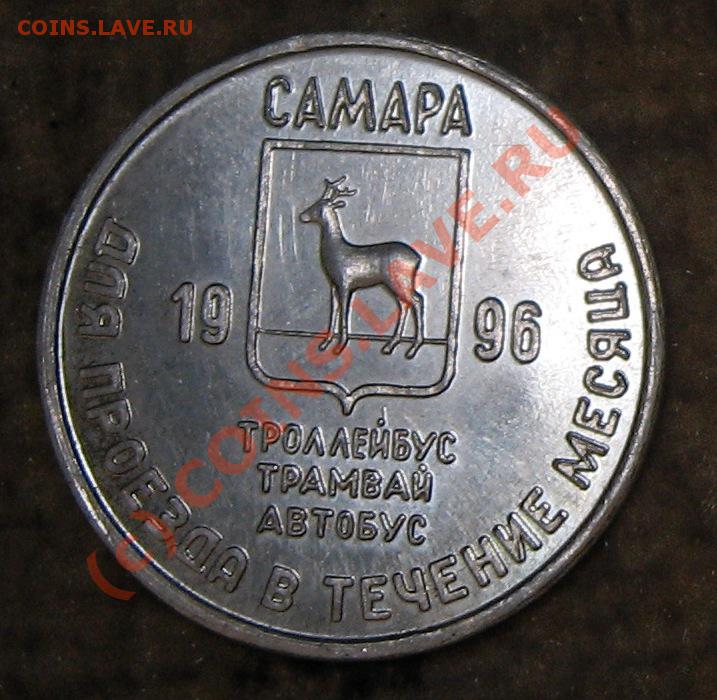 COINS.LAVE.RU
САМАРА
19 96
ТРОЛЛЕЙБУС
ТРАМВАЙ
АВТОБУС
ДЛЯ ПРОЕЗДА В ТЕЧЕНИЕ МЕСЯЦА
(c) COINS.LAVE.RU